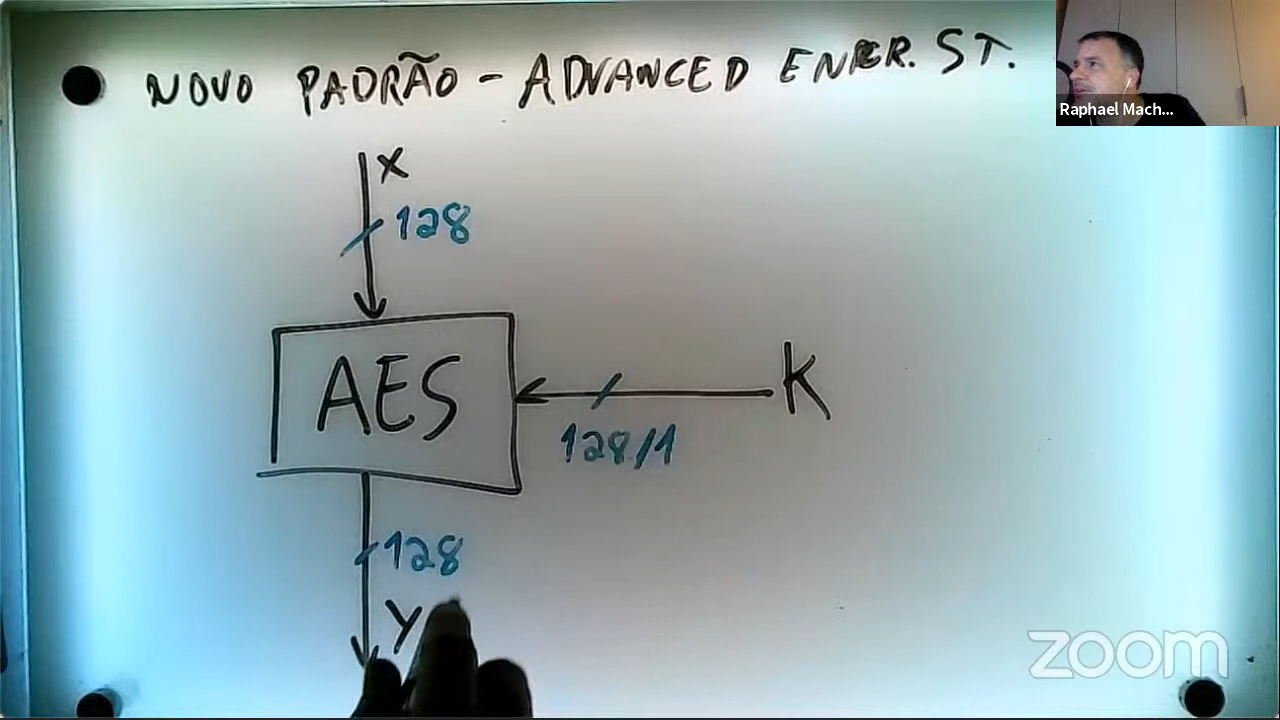 NOVO PADRÃO - ADVANCED ENCR. ST.
Raphael Mach...
X
128
AES
K
128/1
128
Y
zoom